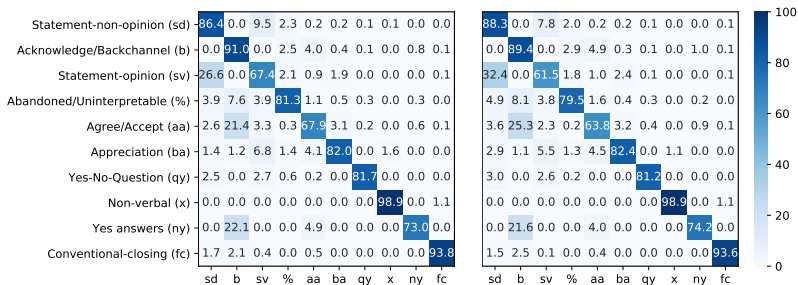 Statement-non-opinion (sd) 86.4 0.0 9.5 2.3 0.2 0.2 0.1 0.1 0.0 0.1 88.3 0.0 7.8 2.0 0.2 0.2 0.1 0.0 0.0 0.1 100
Acknowledge/Backchannel (b) 0.0 91.0 0.0 2.5 4.0 0.4 0.1 0.0 0.8 0.1 0.0 89.4 0.0 2.9 4.9 0.3 0.1 0.0 1.0 0.1
Statement-opinion (sv) 26.6 0.0 67.4 2.1 0.9 1.9 0.0 0.0 0.0 0.1 32.4 0.0 61.5 1.8 1.0 2.4 0.1 0.0 0.0 0.1 80
Abandoned/Uninterpretable (%) 3.9 7.6 3.9 81.3 1.1 0.5 0.3 0.0 0.3 0.2 4.9 8.1 3.8 79.5 1.6 0.4 0.3 0.0 0.2 0.2
Agree/Accept (aa) 2.6 21.4 3.3 0.3 67.9 3.1 0.2 0.0 0.6 0.1 3.6 25.3 2.3 0.2 63.8 3.2 0.4 0.0 0.9 0.1 60
Appreciation (ba) 1.4 1.2 6.8 1.4 4.1 82.0 0.0 1.6 0.0 0.0 2.9 1.1 5.5 1.3 4.5 82.4 0.0 1.1 0.0 0.0
Yes-No-Question (qy) 2.5 0.0 2.7 0.6 0.2 0.0 81.7 0.0 0.0 0.0 3.0 0.0 2.6 0.2 0.0 0.0 81.2 0.0 0.0 0.0 40
Non-verbal (x) 0.0 0.0 0.0 0.0 0.0 0.0 0.0 98.9 0.0 1.1 0.0 0.0 0.0 0.0 0.0 0.0 0.0 98.9 0.0 1.1
Yes answers (ny) 0.0 22.1 0.0 0.0 4.9 0.0 0.0 0.0 73.0 0.0 0.0 21.6 0.0 0.0 4.0 0.0 0.0 0.0 74.2 0.0 20
Conventional-closing (fc) 1.7 2.1 0.4 0.0 0.5 0.0 0.0 0.0 0.0 93.8 1.5 2.5 0.1 0.0 0.4 0.0 0.0 0.0 0.0 93.6
sd b sv % aa ba qy x ny fc sd b sv % aa ba qy x ny fc 0